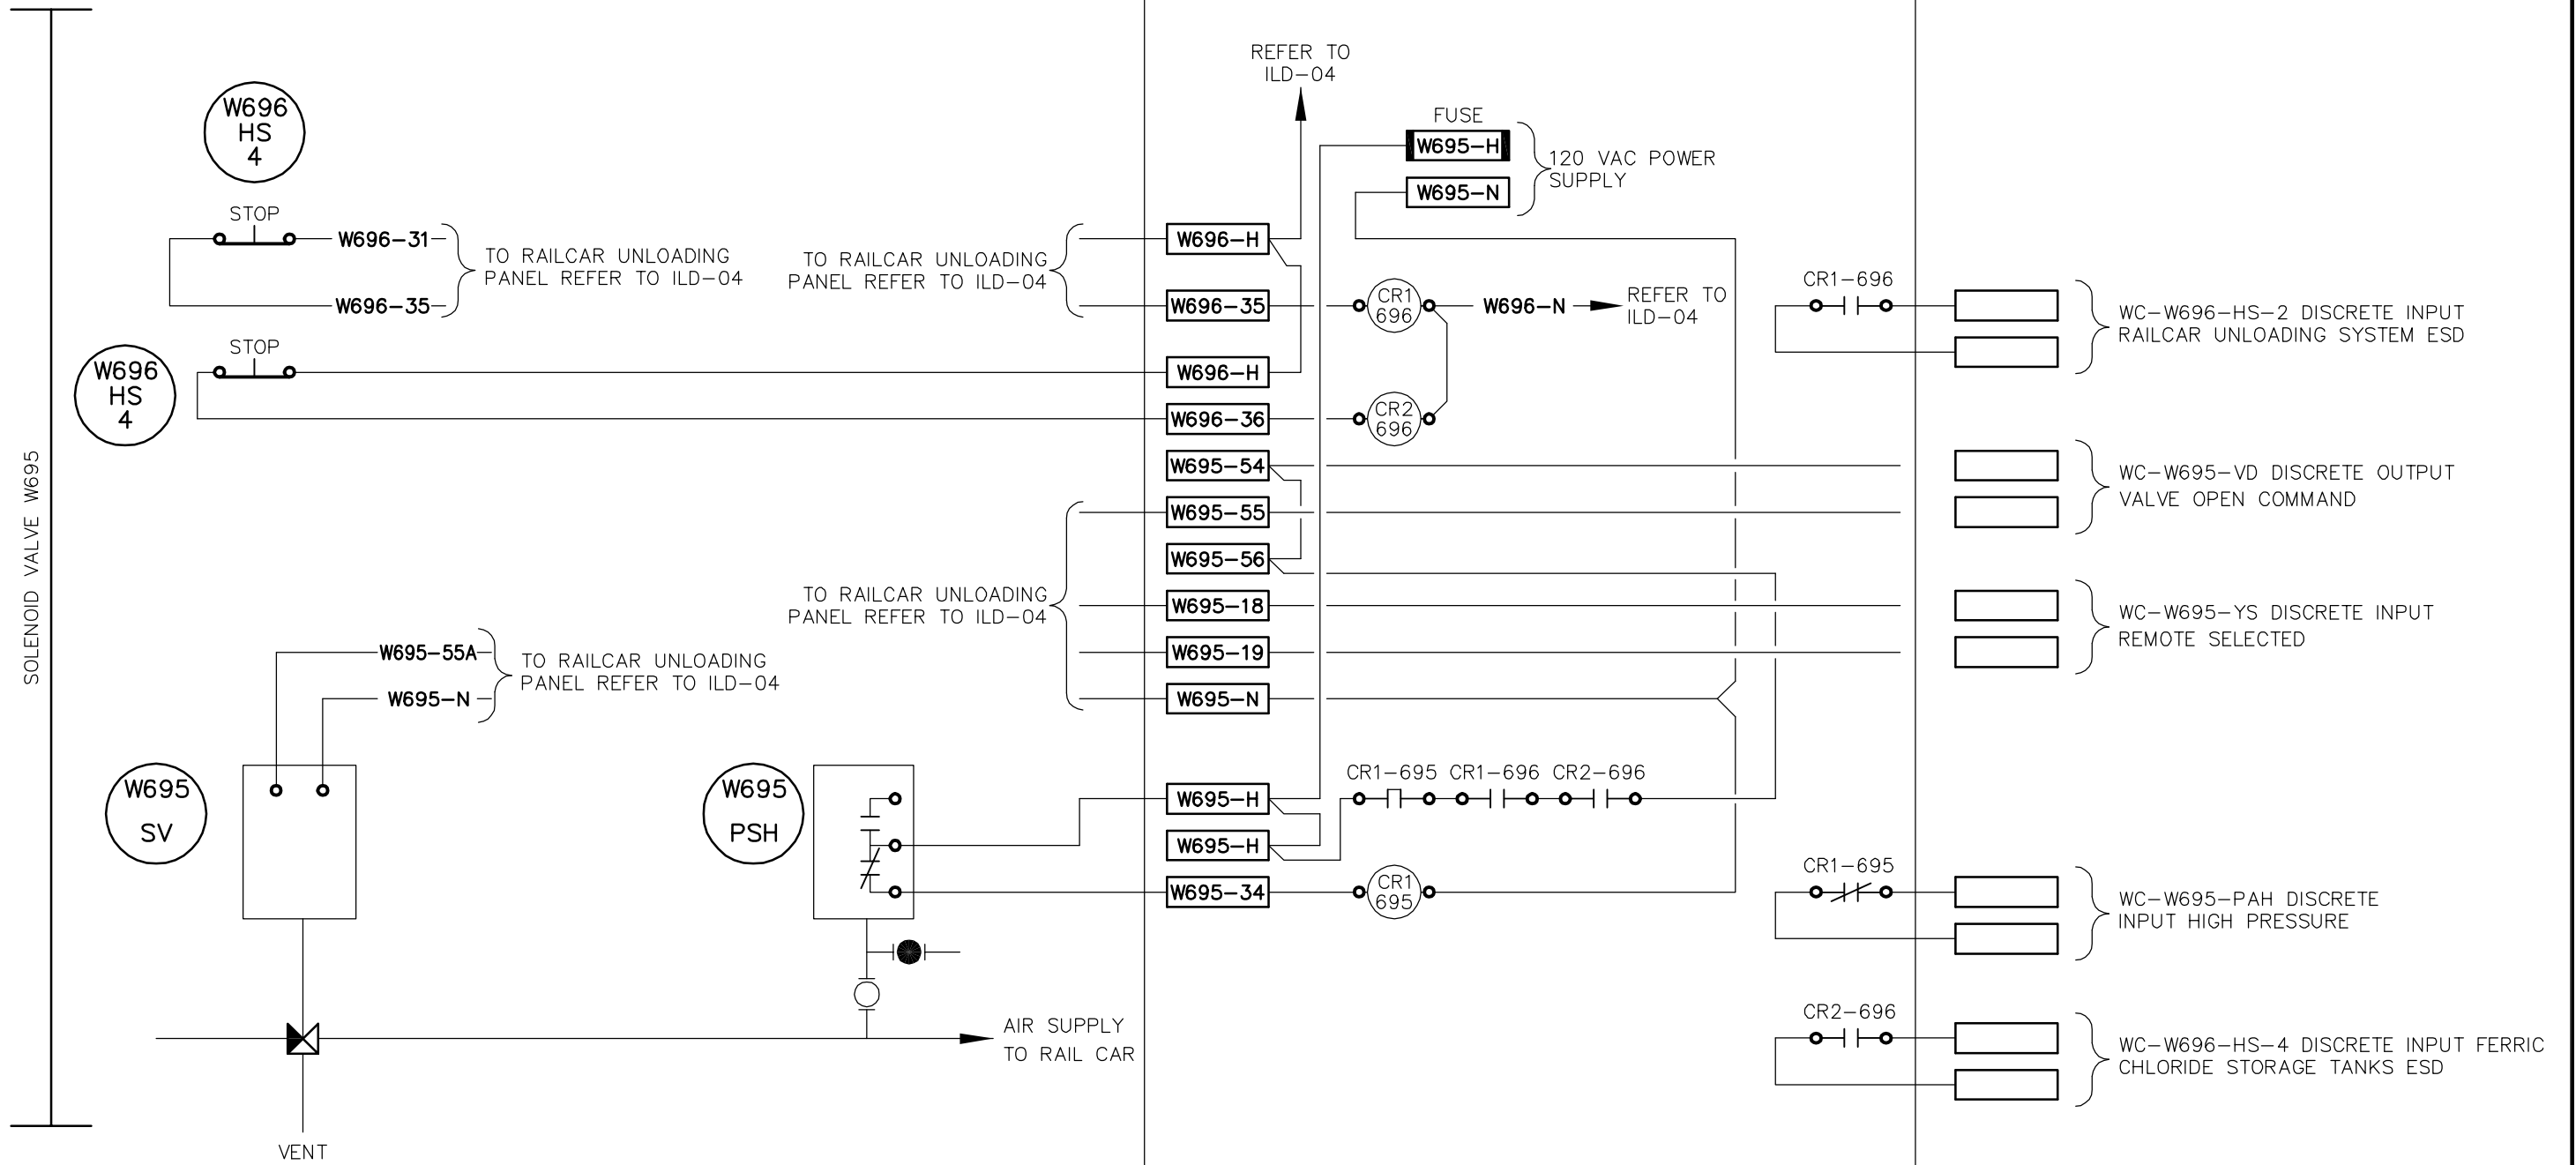 SOLENOID VALVE W695
W696
HS
4
STOP
W696-31
W696-35
TO RAILCAR UNLOADING
PANEL REFER TO ILD-04
W696
HS
4
STOP
W695-55A
W695-N
TO RAILCAR UNLOADING
PANEL REFER TO ILD-04
W695
SV
W695
PSH
AIR SUPPLY
TO RAIL CAR
VENT
TO RAILCAR UNLOADING
PANEL REFER TO ILD-04
TO RAILCAR UNLOADING
PANEL REFER TO ILD-04
REFER TO
ILD-04
FUSE
W695-H
W695-N
120 VAC POWER
SUPPLY
W696-H
W696-35
CR1
696
W696-N
REFER TO
ILD-04
W696-H
W696-36
CR2
696
W695-54
W695-55
W695-56
W695-18
W695-19
W695-N
W695-H
CR1-695
CR1-696
CR2-696
W695-H
W695-34
CR1
695
CR1-696
WC-W696-HS-2 DISCRETE INPUT
RAILCAR UNLOADING SYSTEM ESD
WC-W695-VD DISCRETE OUTPUT
VALVE OPEN COMMAND
WC-W695-YS DISCRETE INPUT
REMOTE SELECTED
CR1-695
WC-W695-PAH DISCRETE
INPUT HIGH PRESSURE
CR2-696
WC-W696-HS-4 DISCRETE INPUT FERRIC
CHLORIDE STORAGE TANKS ESD